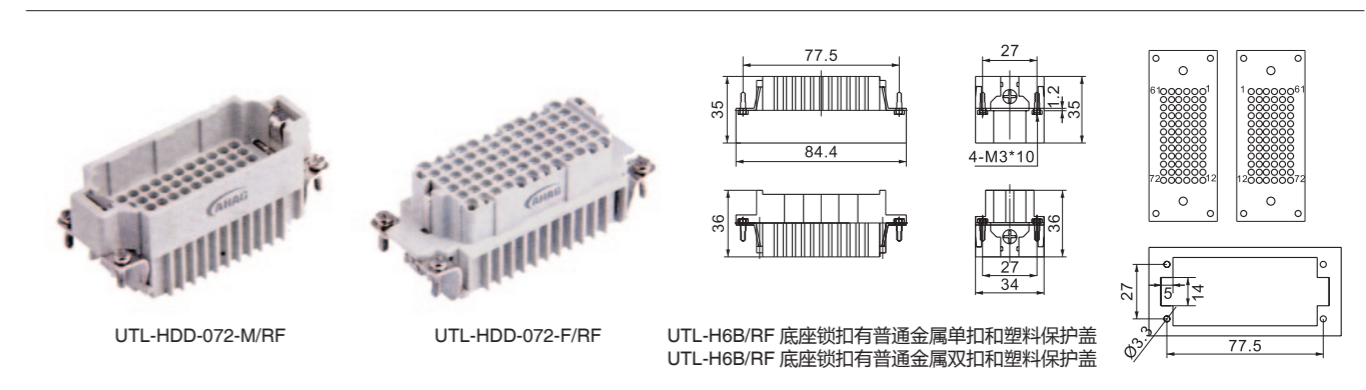 AHAG
AHAG
UTL-HDD-072-M/RF
UTL-HDD-072-F/RF
77.5
35
84.4
27
1.2
35
4-M3*10
36
27
34
36
61 1
72 12
1 61
12 72
27
5
14
Ø3.3
77.5
UTL-H6B/RF 底座锁扣有普通金属单扣和塑料保护盖
UTL-H6B/RF 底座锁扣有普通金属双扣和塑料保护盖